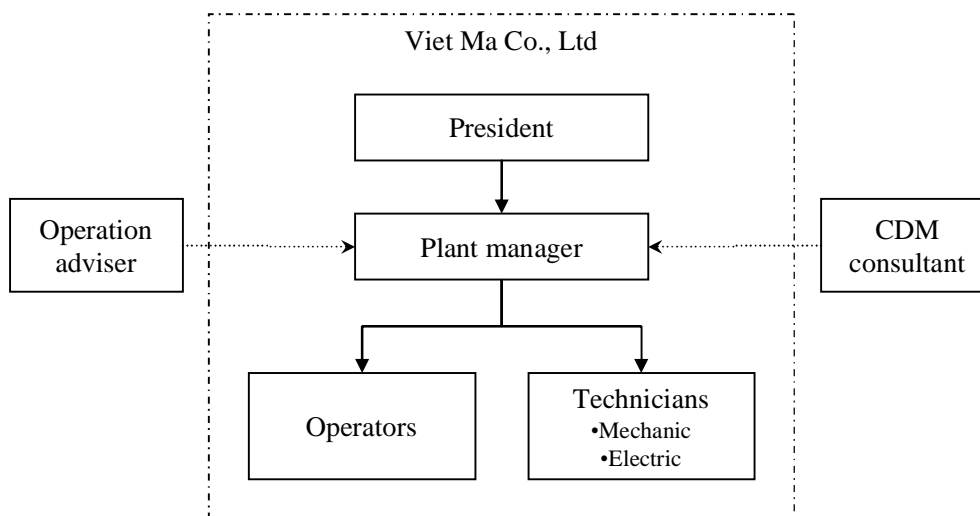 Viet Ma Co., Ltd
President
Operation
adviser
Plant manager
CDM
consultant
Operators
Technicians
•Mechanic
•Electric